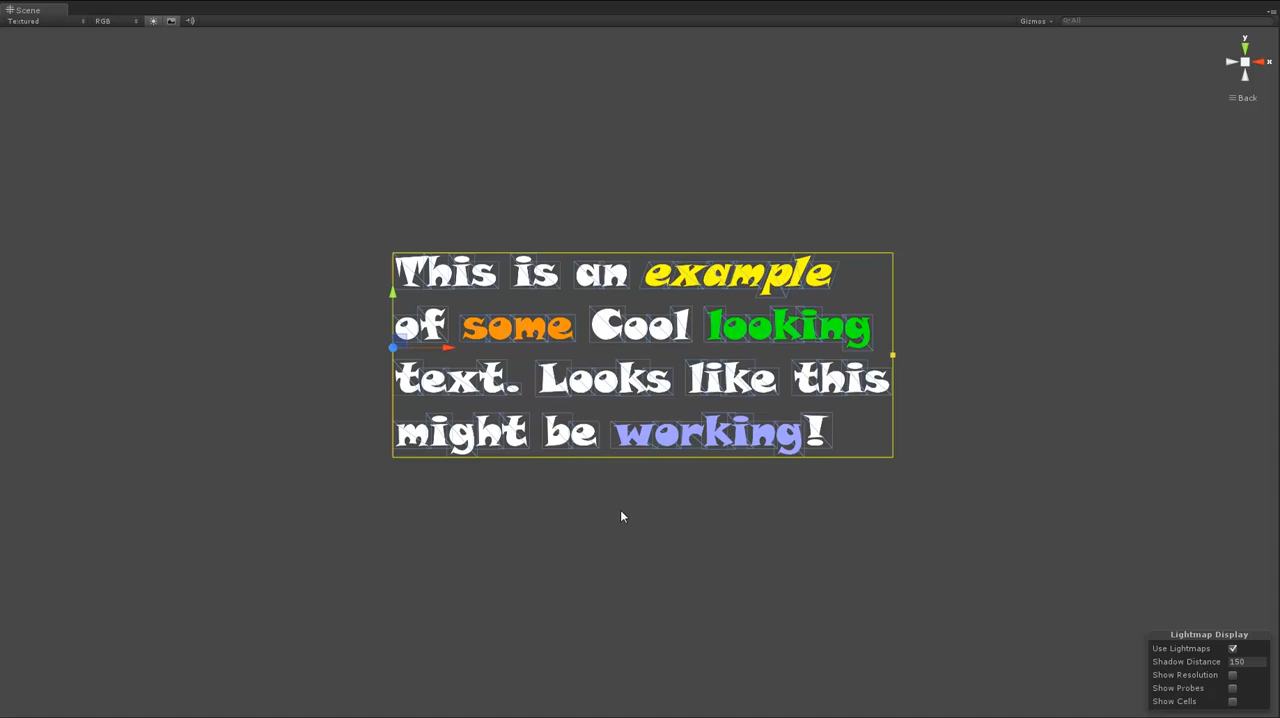 Scene
Textured RGB Gizmos All
y
x
Back
This is an example
of some Cool looking
text. Looks like this
might be working!
Lightmap Display
Use Lightmaps
Shadow Distance 150
Show Resolution
Show Probes
Show Cells